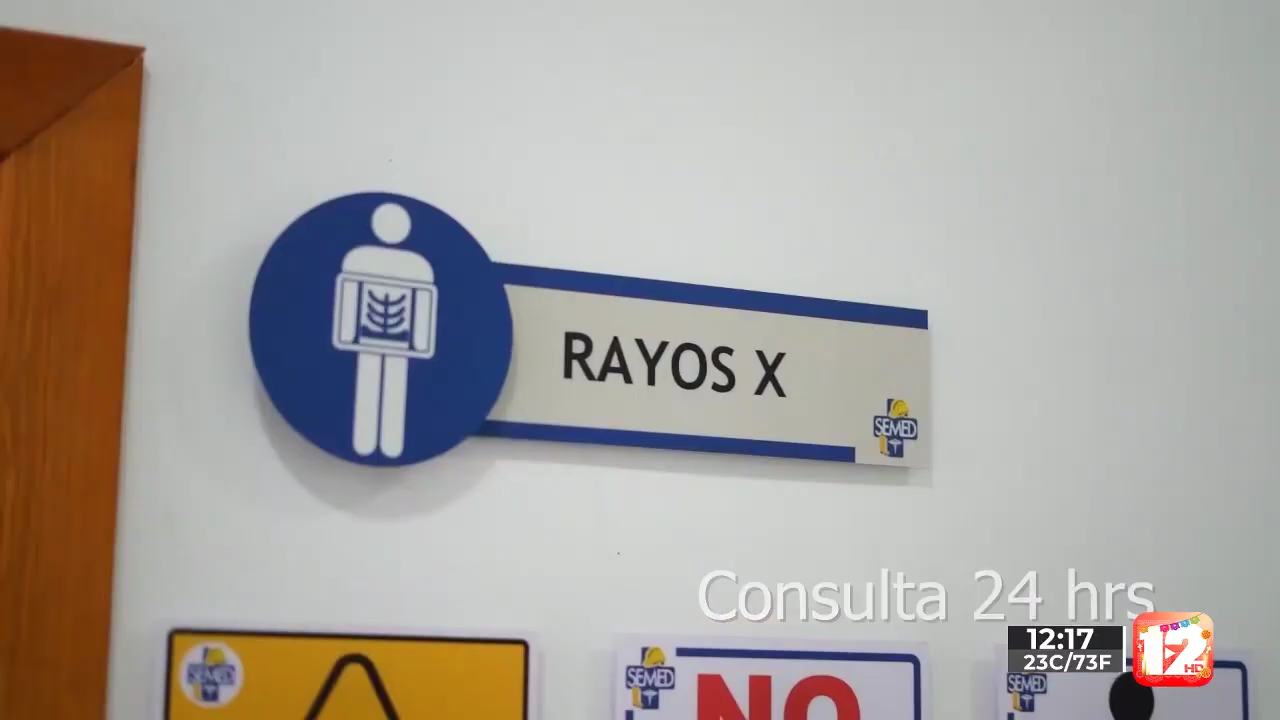 RAYOS X
SEMED
Consulta 24 hrs
12:17
23C/73F
12
HD
SEMED
SEMED
NO
SEMED